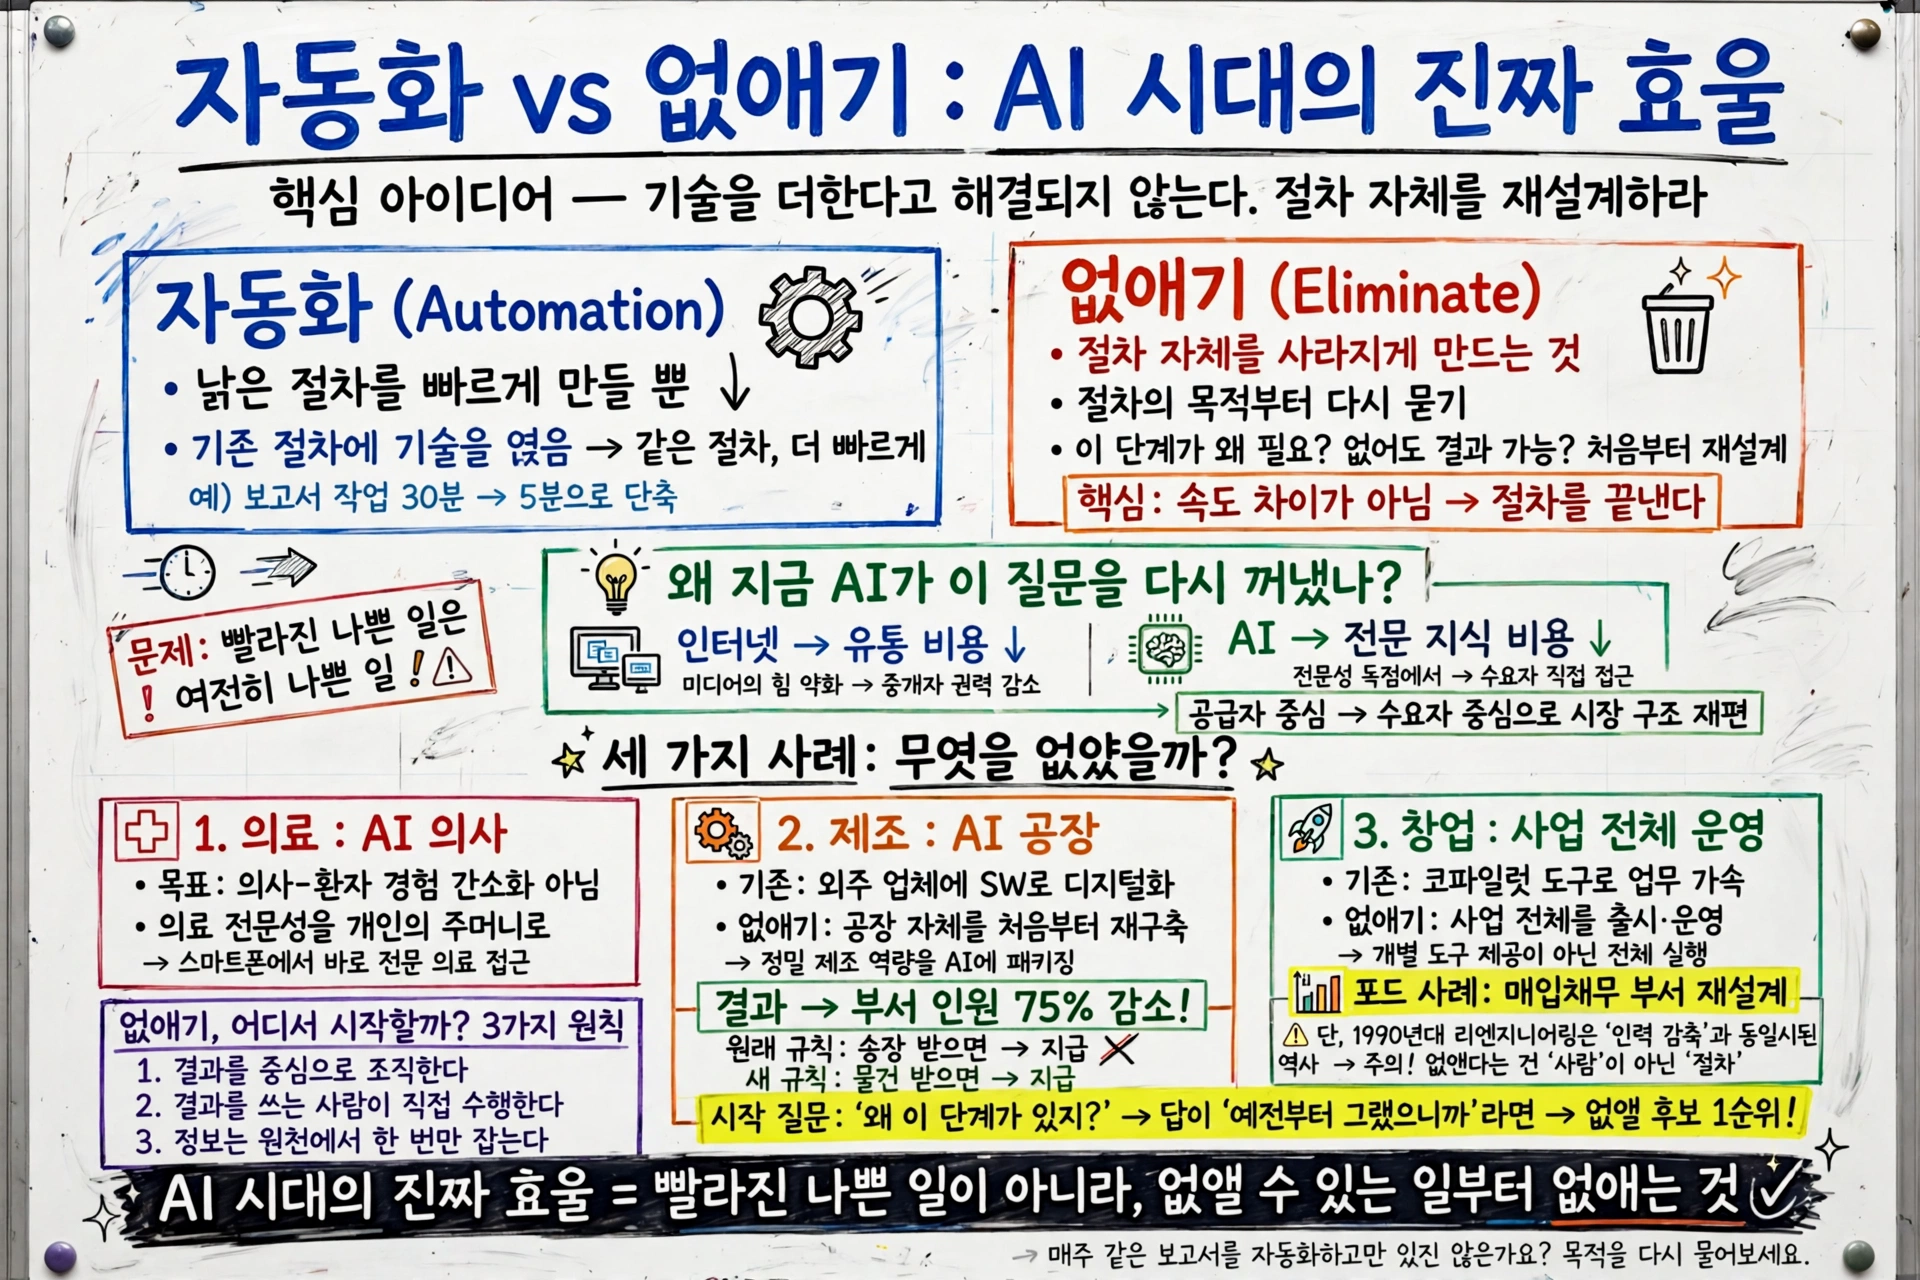 자동화 vs 없애기 : AI 시대의 진짜 효율
핵심 아이디어 — 기술을 더한다고 해결되지 않는다. 절차 자체를 재설계하라
자동화 (Automation)
• 낡은 절차를 빠르게 만들 뿐 ↓
• 기존 절차에 기술을 얹음 → 같은 절차, 더 빠르게
예) 보고서 작업 30분 → 5분으로 단축
없애기 (Eliminate)
• 절차 자체를 사라지게 만드는 것
• 절차의 목적부터 다시 묻기
• 이 단계가 왜 필요? 없어도 결과 가능? 처음부터 재설계
핵심: 속도 차이가 아님 → 절차를 끝낸다
문제: 빨라진 나쁜 일은
! 여전히 나쁜 일 !
왜 지금 AI가 이 질문을 다시 꺼냈나?
인터넷 → 유통 비용 ↓
미디어의 힘 약화 → 중개자 권력 감소
AI → 전문 지식 비용 ↓
전문성 독점에서 → 수요자 직접 접근
공급자 중심 → 수요자 중심으로 시장 구조 재편
세 가지 사례: 무엇을 없앴을까?
1. 의료 : AI 의사
• 목표: 의사-환자 경험 간소화 아님
• 의료 전문성을 개인의 주머니로
→ 스마트폰에서 바로 전문 의료 접근
2. 제조 : AI 공장
• 기존: 외주 업체에 SW로 디지털화
• 없애기: 공장 자체를 처음부터 재구축
→ 정밀 제조 역량을 AI에 패키징
3. 창업 : 사업 전체 운영
• 기존: 코파일럿 도구로 업무 가속
• 없애기: 사업 전체를 출시·운영
→ 개별 도구 제공이 아닌 전체 실행
포드 사례: 매입채무 부서 재설계
단, 1990년대 리엔지니어링은 '인력 감축'과 동일시된
역사 → 주의! 없앤다는 건 '사람'이 아닌 '절차'
결과 → 부서 인원 75% 감소!
원래 규칙: 송장 받으면 → 지급
새 규칙: 물건 받으면 → 지급
없애기, 어디서 시작할까? 3가지 원칙
1. 결과를 중심으로 조직한다
2. 결과를 쓰는 사람이 직접 수행한다
3. 정보는 원천에서 한 번만 잡는다
시작 질문: '왜 이 단계가 있지?' → 답이 '예전부터 그랬으니까'라면 → 없앨 후보 1순위!
AI 시대의 진짜 효율 = 빨라진 나쁜 일이 아니라, 없앨 수 있는 일부터 없애는 것
→ 매주 같은 보고서를 자동화하고만 있진 않은가요? 목적을 다시 물어보세요.